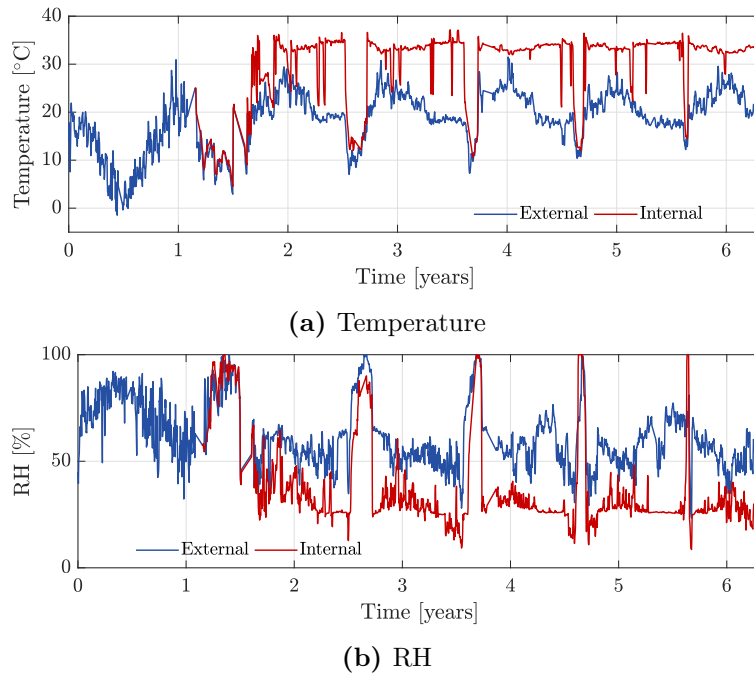 40
30
20
10
0
Temperature [°C]
External Internal
0 1 2 3 4 5 6
Time [years]
(a) Temperature
100
50
0
RH [%]
External Internal
0 1 2 3 4 5 6
Time [years]
(b) RH